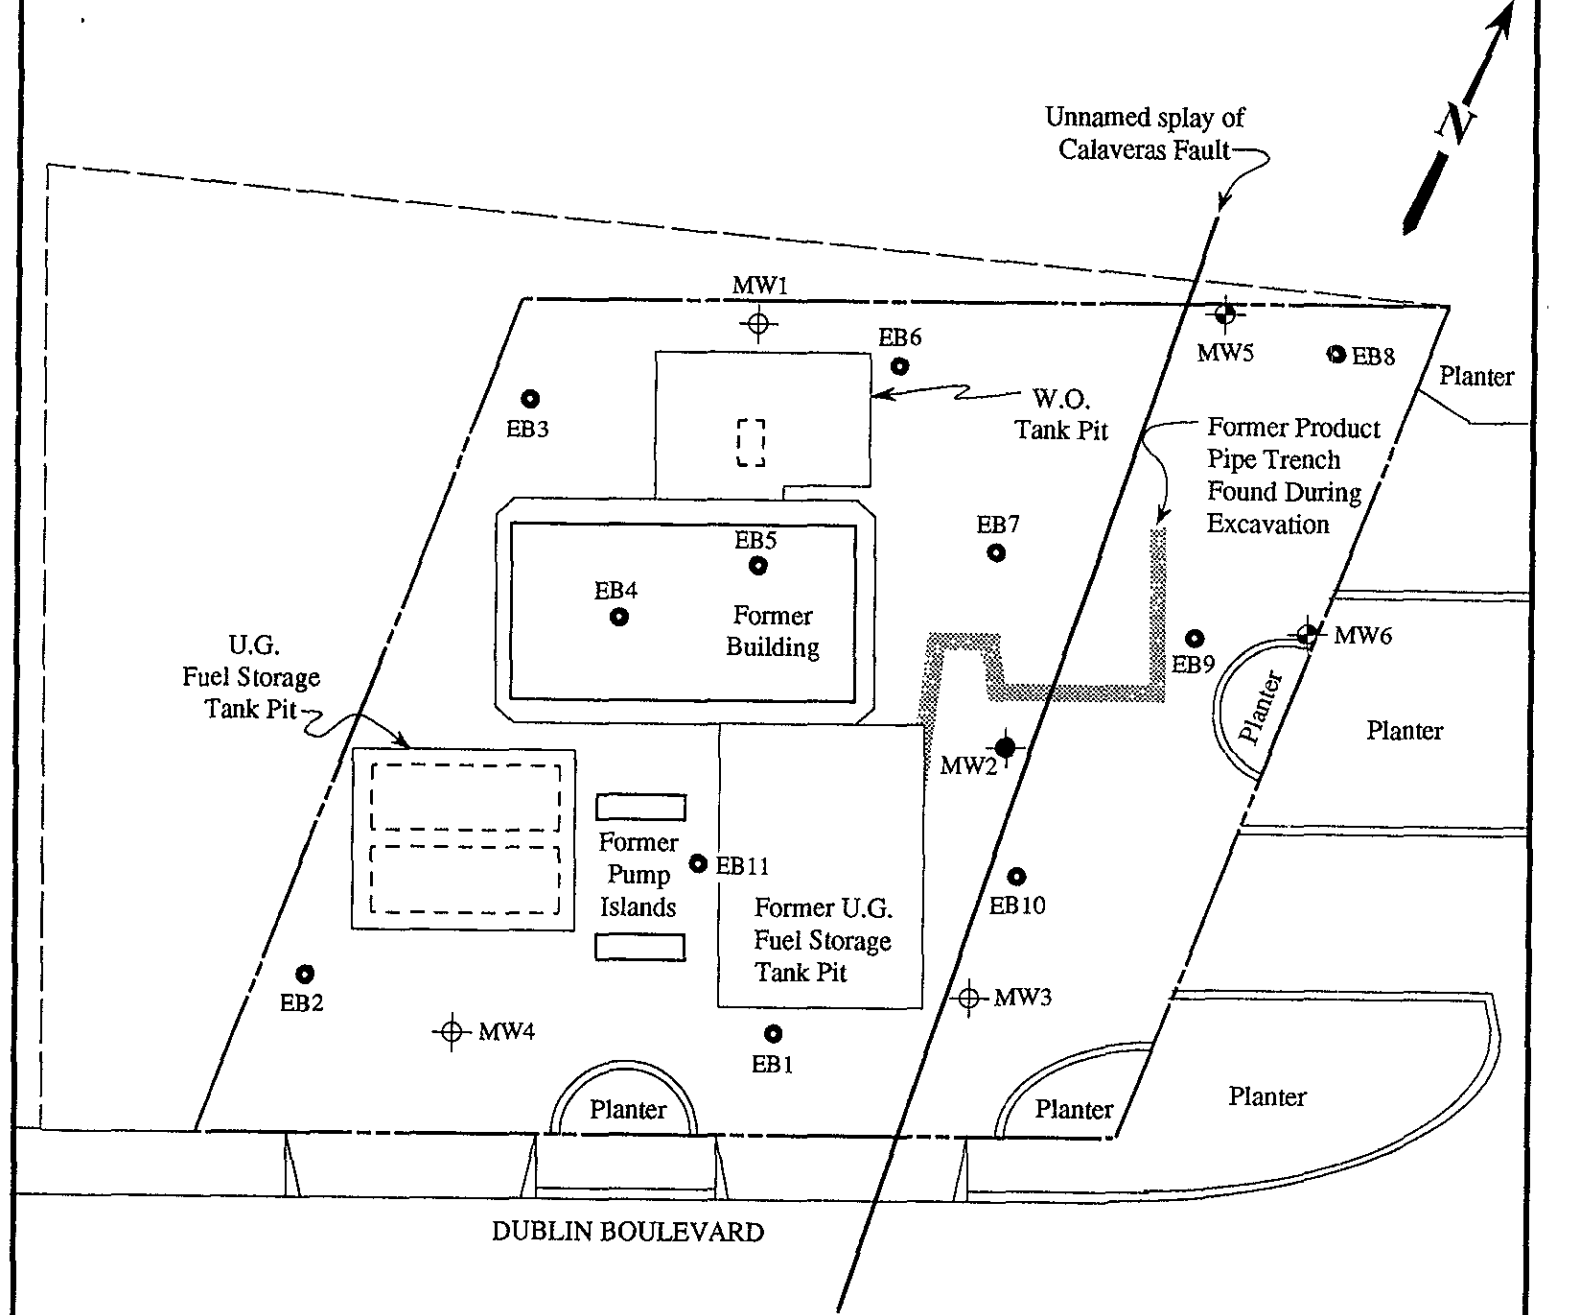 N
Unnamed splay of
Calaveras Fault
MW1
EB6
MW5
EB8
Planter
EB3
W.O.
Tank Pit
Former Product
Pipe Trench
Found During
Excavation
EB7
EB5
EB4
Former
Building
MW6
EB9
Planter
Planter
U.G.
Fuel Storage
Tank Pit
MW2
Former
Pump
Islands
EB11
EB10
Former U.G.
Fuel Storage
Tank Pit
EB2
MW4
MW3
EB1
Planter
Planter
Planter
DUBLIN BOULEVARD